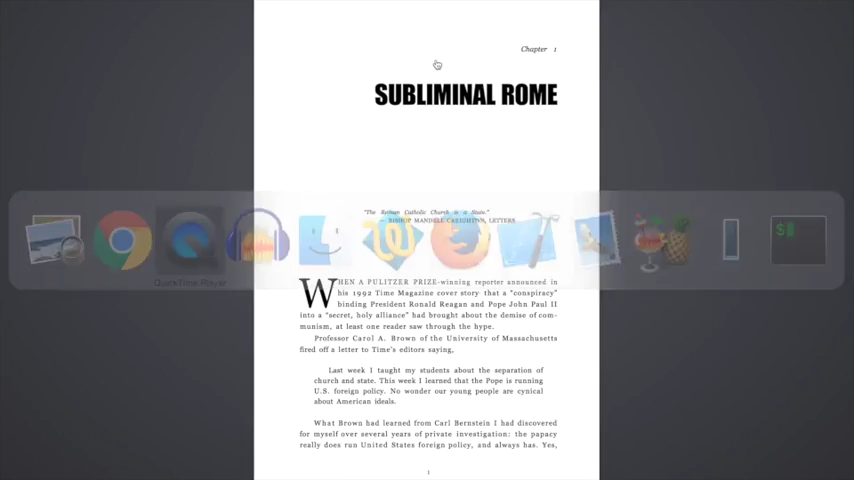 Chapter 1
SUBLIMINAL ROME
"The Roman Catholic Church is a State."
— BISHOP MANDELL CREIGHTON, LETTERS
QuickTime Player
$
WHEN A PULITZER PRIZE-winning reporter announced in
his 1992 Time Magazine cover story that a "conspiracy"
binding President Ronald Reagan and Pope John Paul II
into a "secret, holy alliance" had brought about the demise of com-
munism, at least one reader saw through the hype.
Professor Carol A. Brown of the University of Massachusetts
fired off a letter to Time's editors saying,
Last week I taught my students about the separation of
church and state. This week I learned that the Pope is running
U.S. foreign policy. No wonder our young people are cynical
about American ideals.
What Brown had learned from Carl Bernstein I had discovered
for myself over several years of private investigation: the papacy
really does run United States foreign policy, and always has. Yes,
1